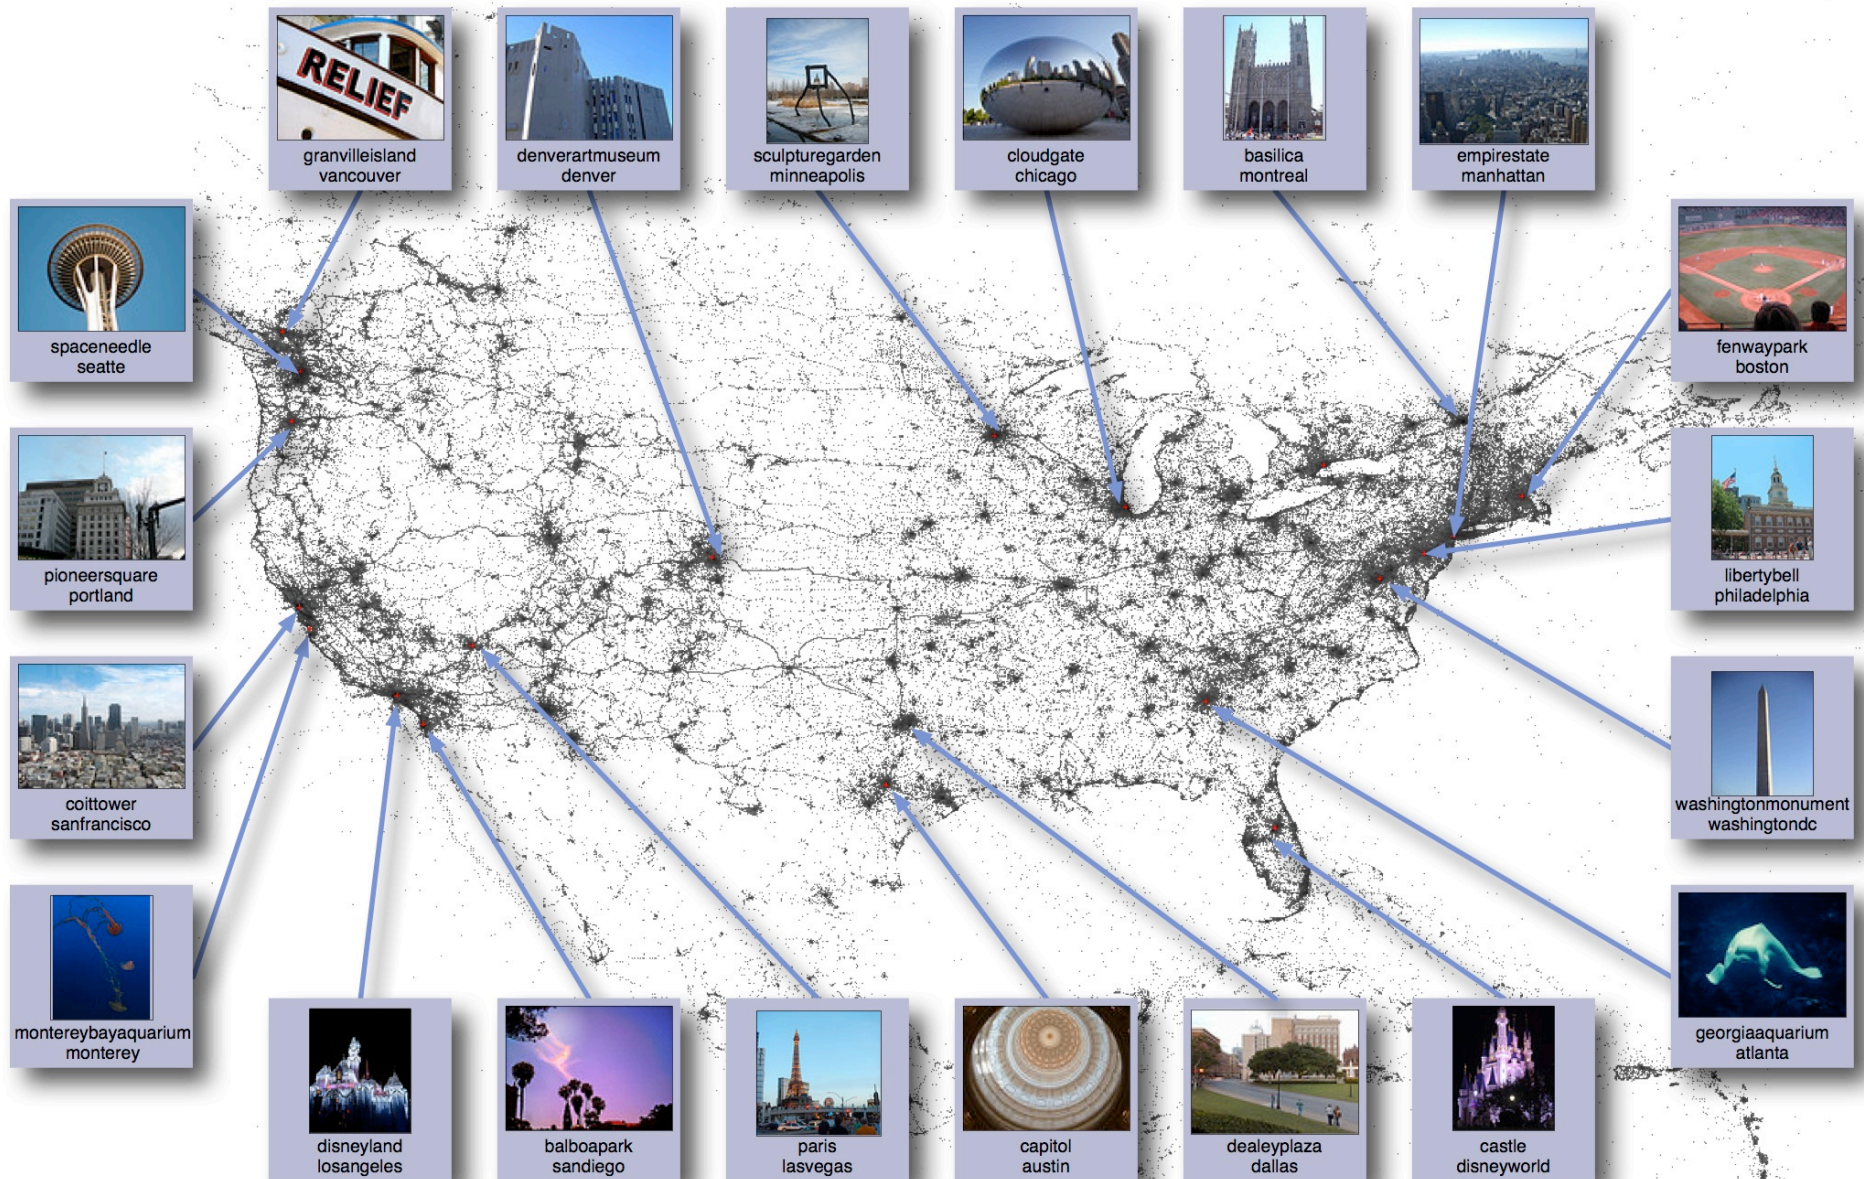 RELIEF
granvilleisland
vancouver
denverartmuseum
denver
sculpturegarden
minneapolis
cloudgate
chicago
basilica
montreal
empirestate
manhattan
spaceneedle
seatte
fenwaypark
boston
pioneersquare
portland
libertybell
philadelphia
coittower
sanfrancisco
washingtonmonument
washingtondc
montereybayaquarium
monterey
georgiaaquarium
atlanta
disneyland
losangeles
balboapark
sandiego
paris
lasvegas
capitol
austin
dealeyplaza
dallas
castle
disneyworld